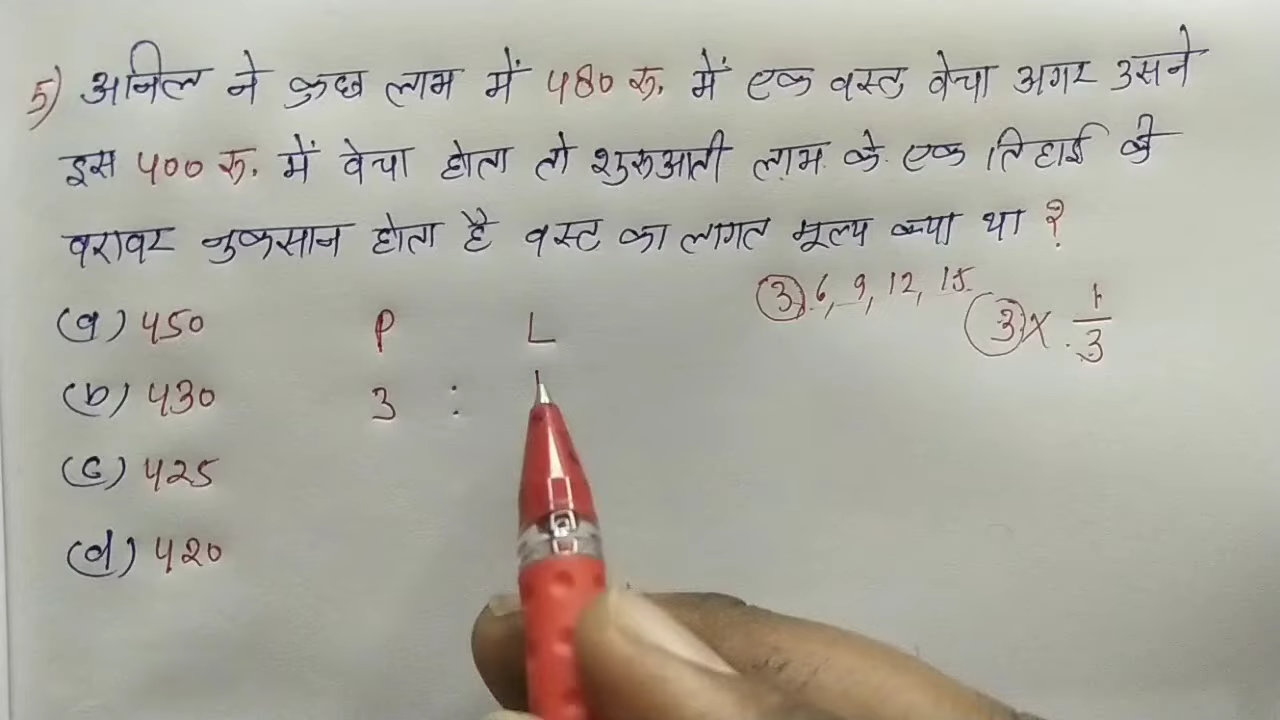 5) अनिल ने कुछ लाभ में 480 रु. में एक वस्तु बेचा अगर उसने
इस 400 रु. में बेचा होता तो शुरुआती लाभ के एक तिहाई की
बराबर नुकसान होता है वस्तु का लागत मूल्य क्या था ?
(a) 450
(b) 430
(c) 425
(d) 420
P L
3 : 1
3, 6, 9, 12, 15
3 × 1/3